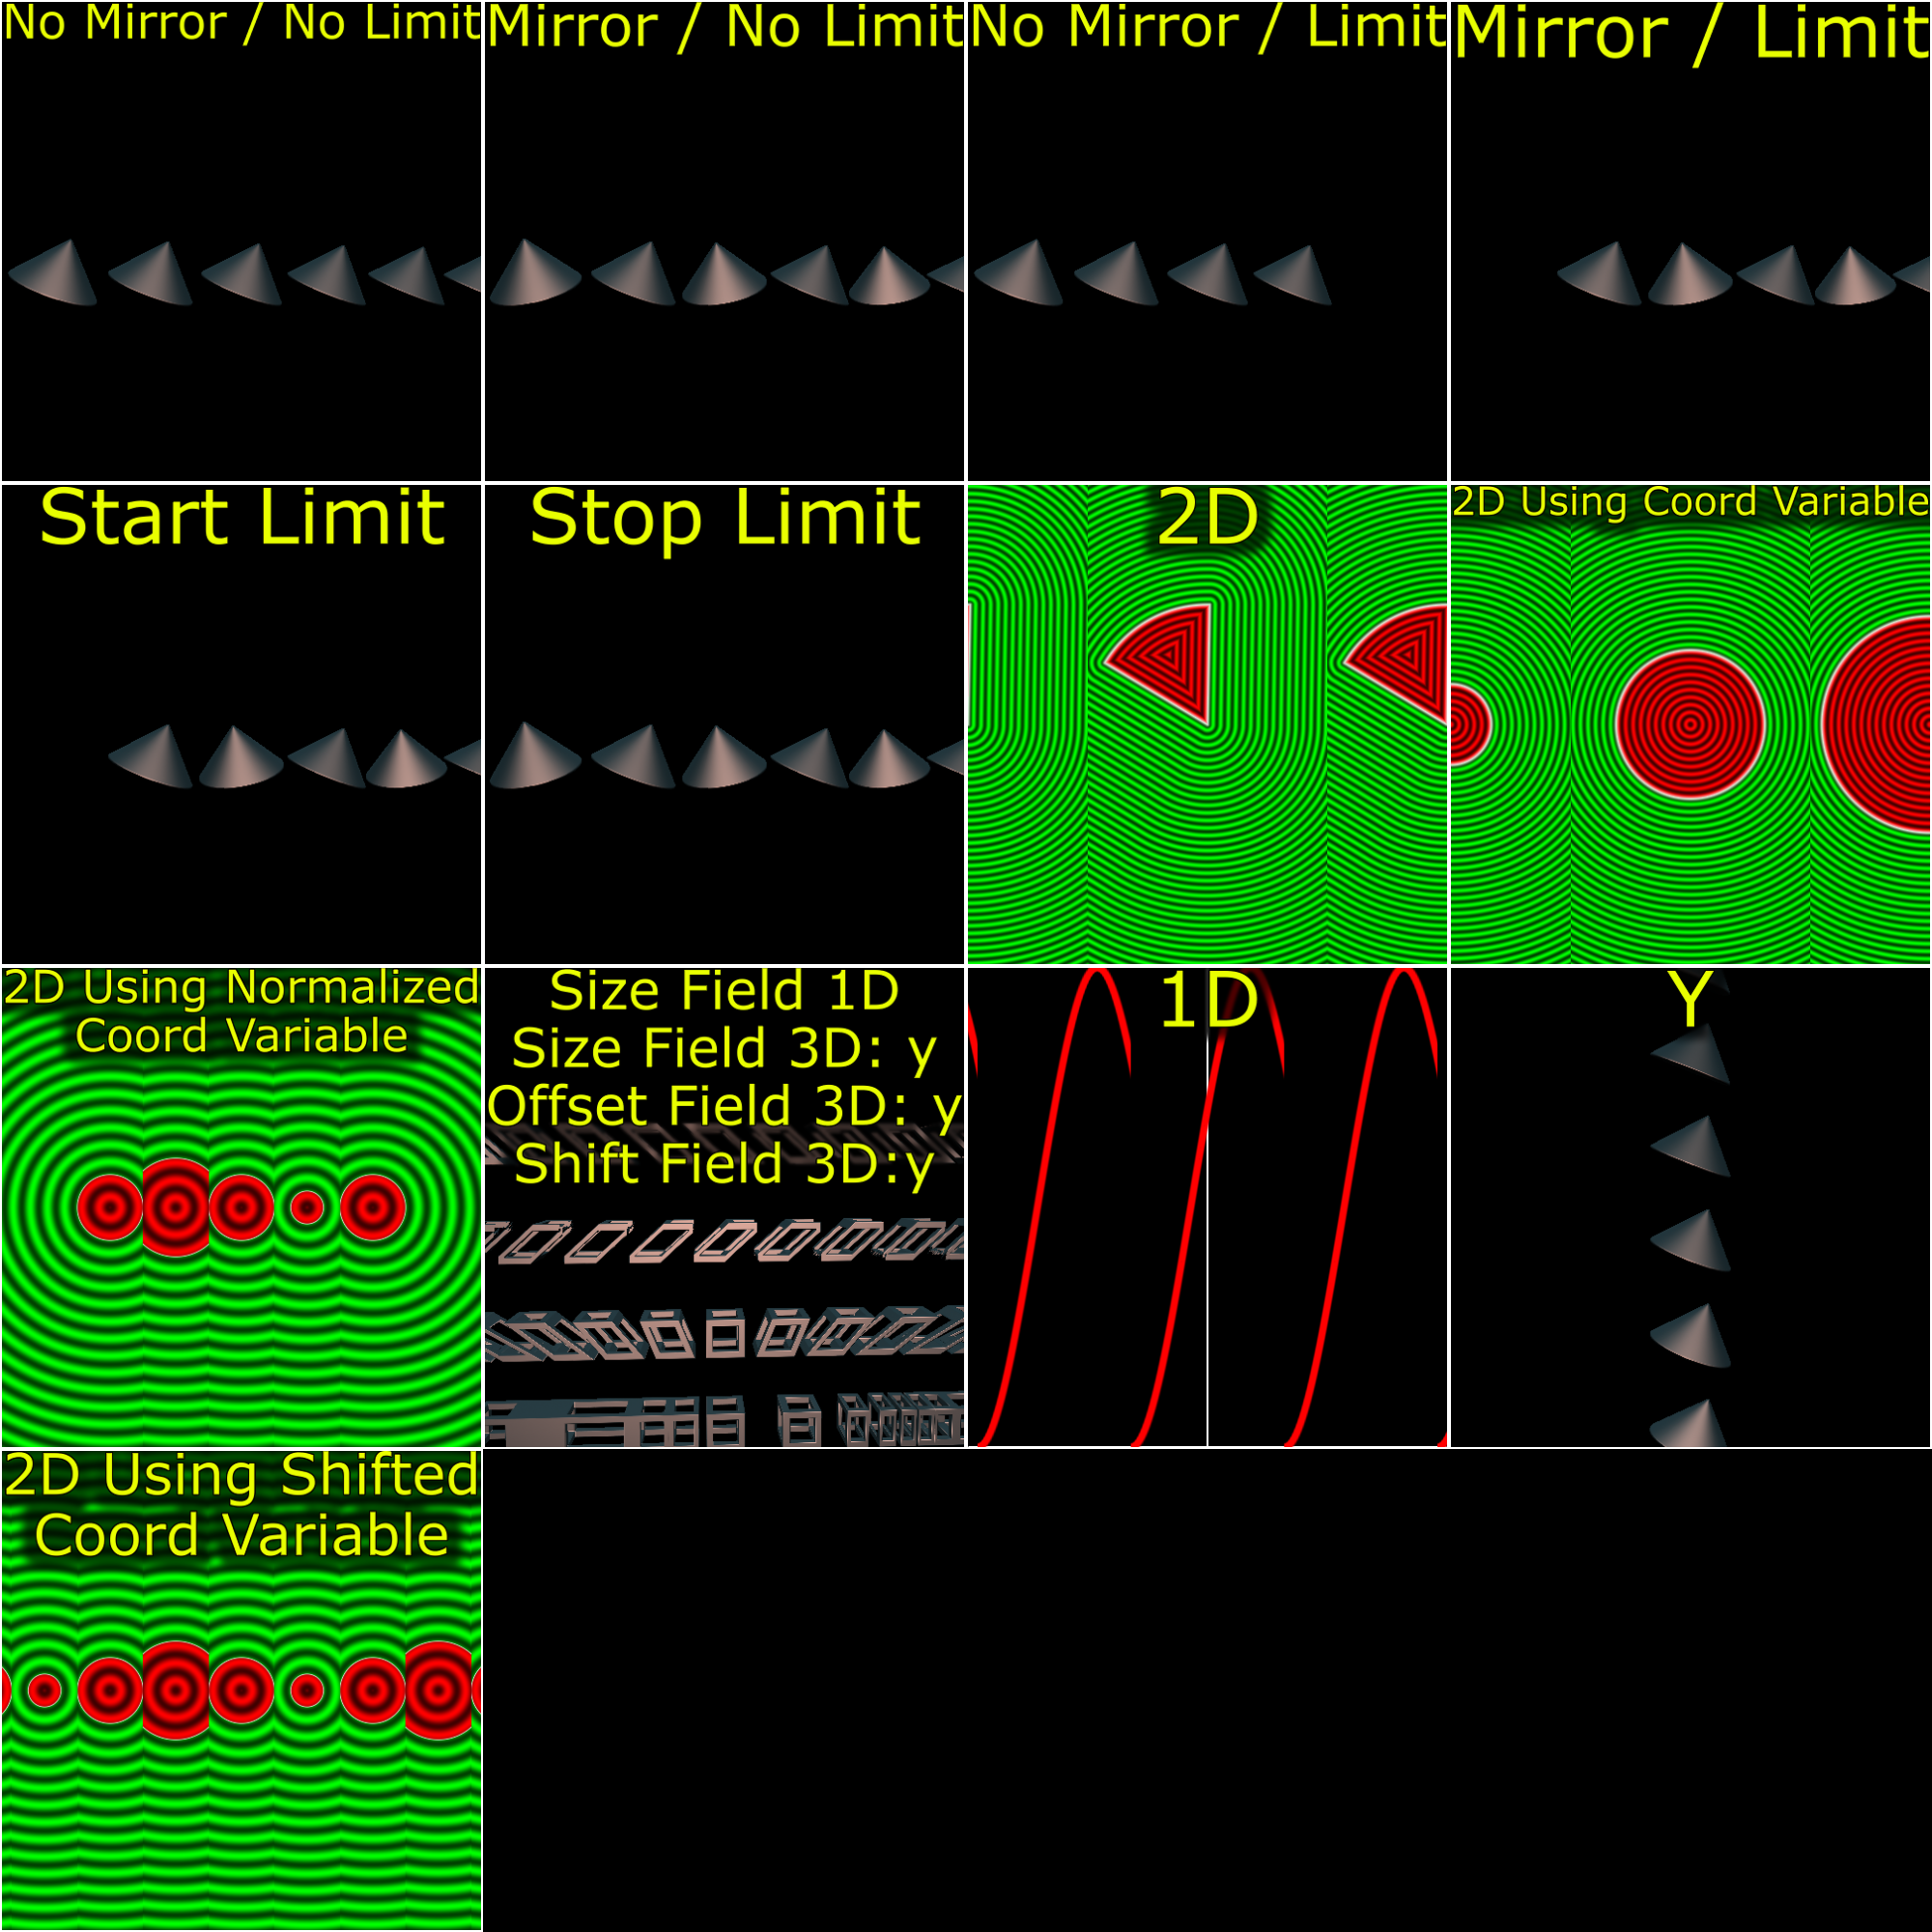 No Mirror / No Limit
Mirror / No Limit
No Mirror / Limit
Mirror / Limit
Start Limit
Stop Limit
2D
2D Using Coord Variable
2D Using Normalized
Coord Variable
Size Field 1D
Size Field 3D: y
Offset Field 3D: y
Shift Field 3D:y
1D
Y
2D Using Shifted
Coord Variable